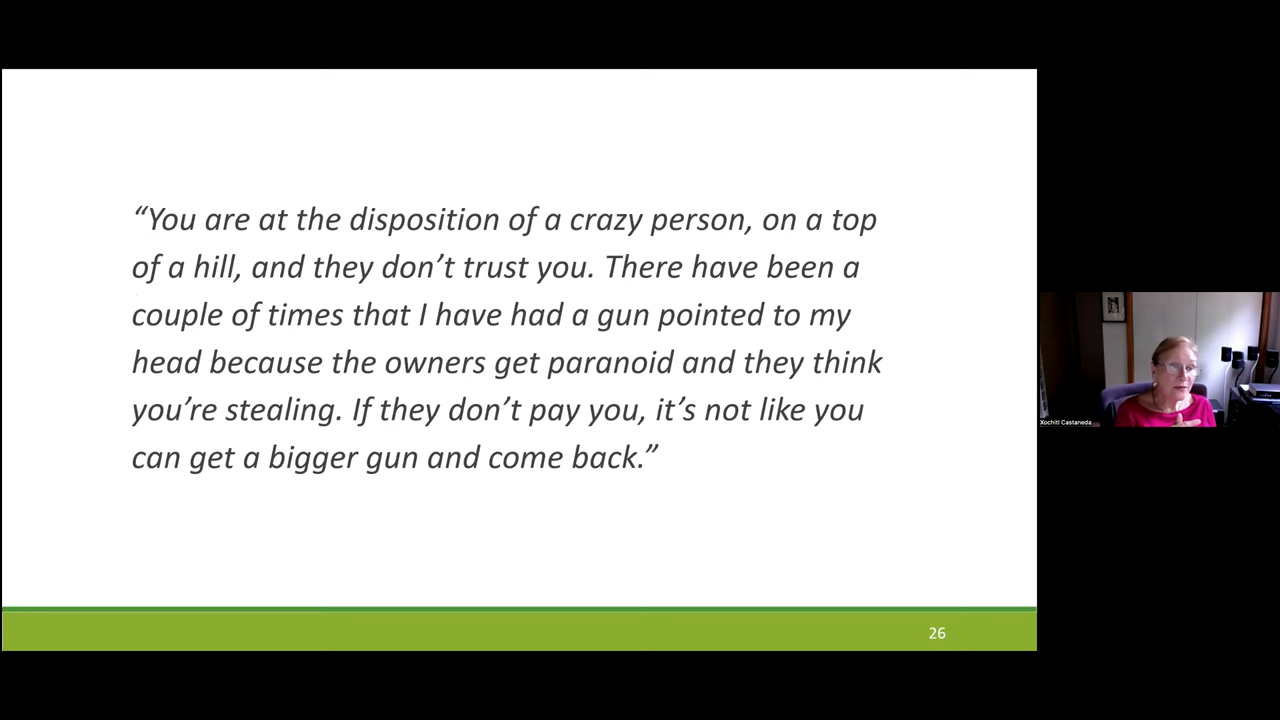 “You are at the disposition of a crazy person, on a top
of a hill, and they don’t trust you. There have been a
couple of times that I have had a gun pointed to my
head because the owners get paranoid and they think
you’re stealing. If they don’t pay you, it’s not like you
can get a bigger gun and come back.”
26
Xochitl Castaneda